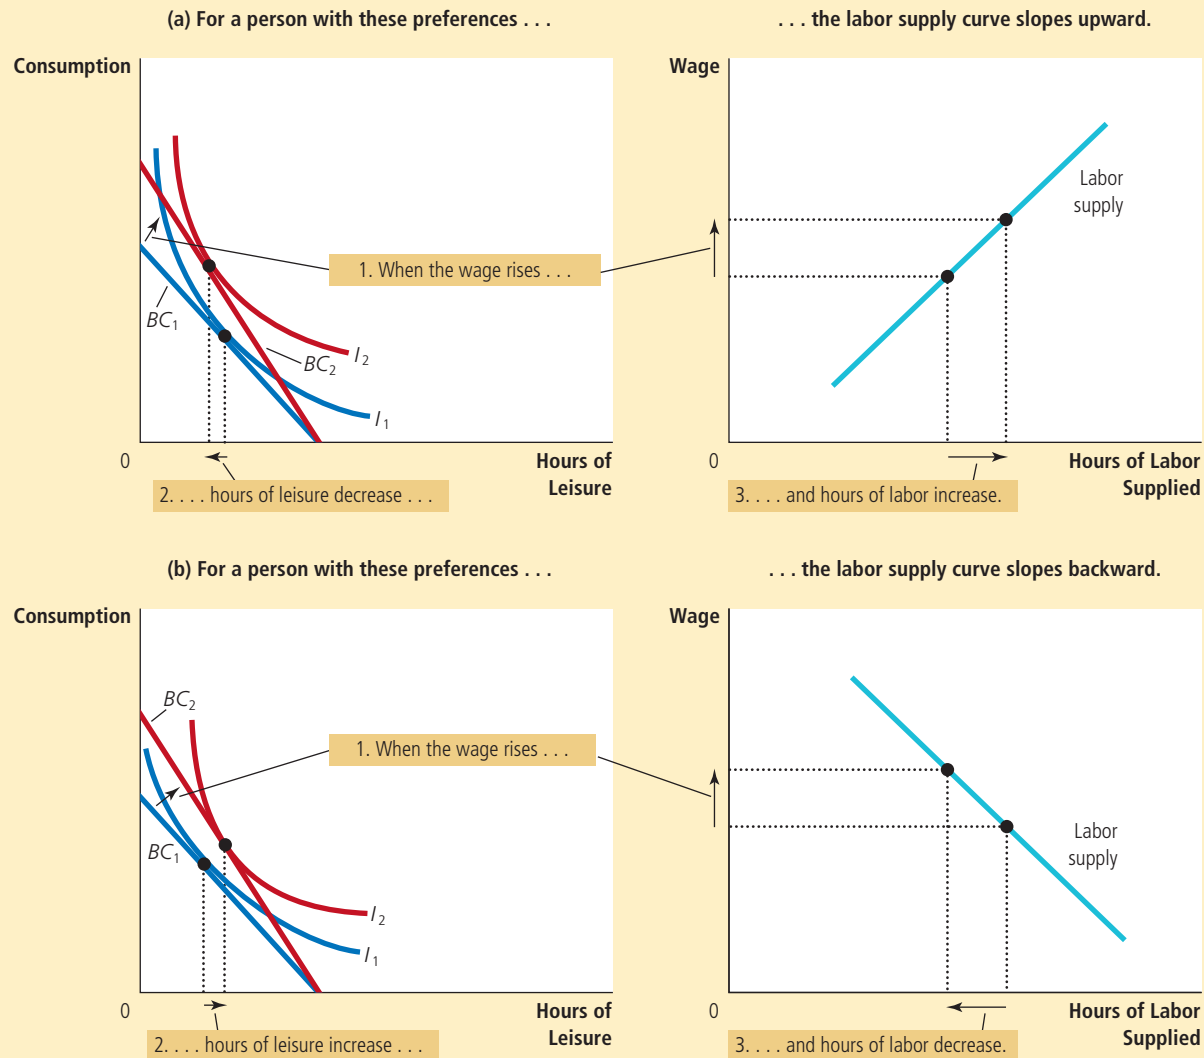 (a) For a person with these preferences . . .
. . . the labor supply curve slopes upward.
Consumption
Wage
Labor
supply
1. When the wage rises . . .
BC1
BC2
I2
I1
0
Hours of
Leisure
0
Hours of Labor
Supplied
2. . . . hours of leisure decrease . . .
3. . . . and hours of labor increase.
(b) For a person with these preferences . . .
. . . the labor supply curve slopes backward.
Consumption
Wage
BC2
1. When the wage rises . . .
BC1
Labor
supply
I2
I1
0
Hours of
Leisure
0
Hours of Labor
Supplied
2. . . . hours of leisure increase . . .
3. . . . and hours of labor decrease.